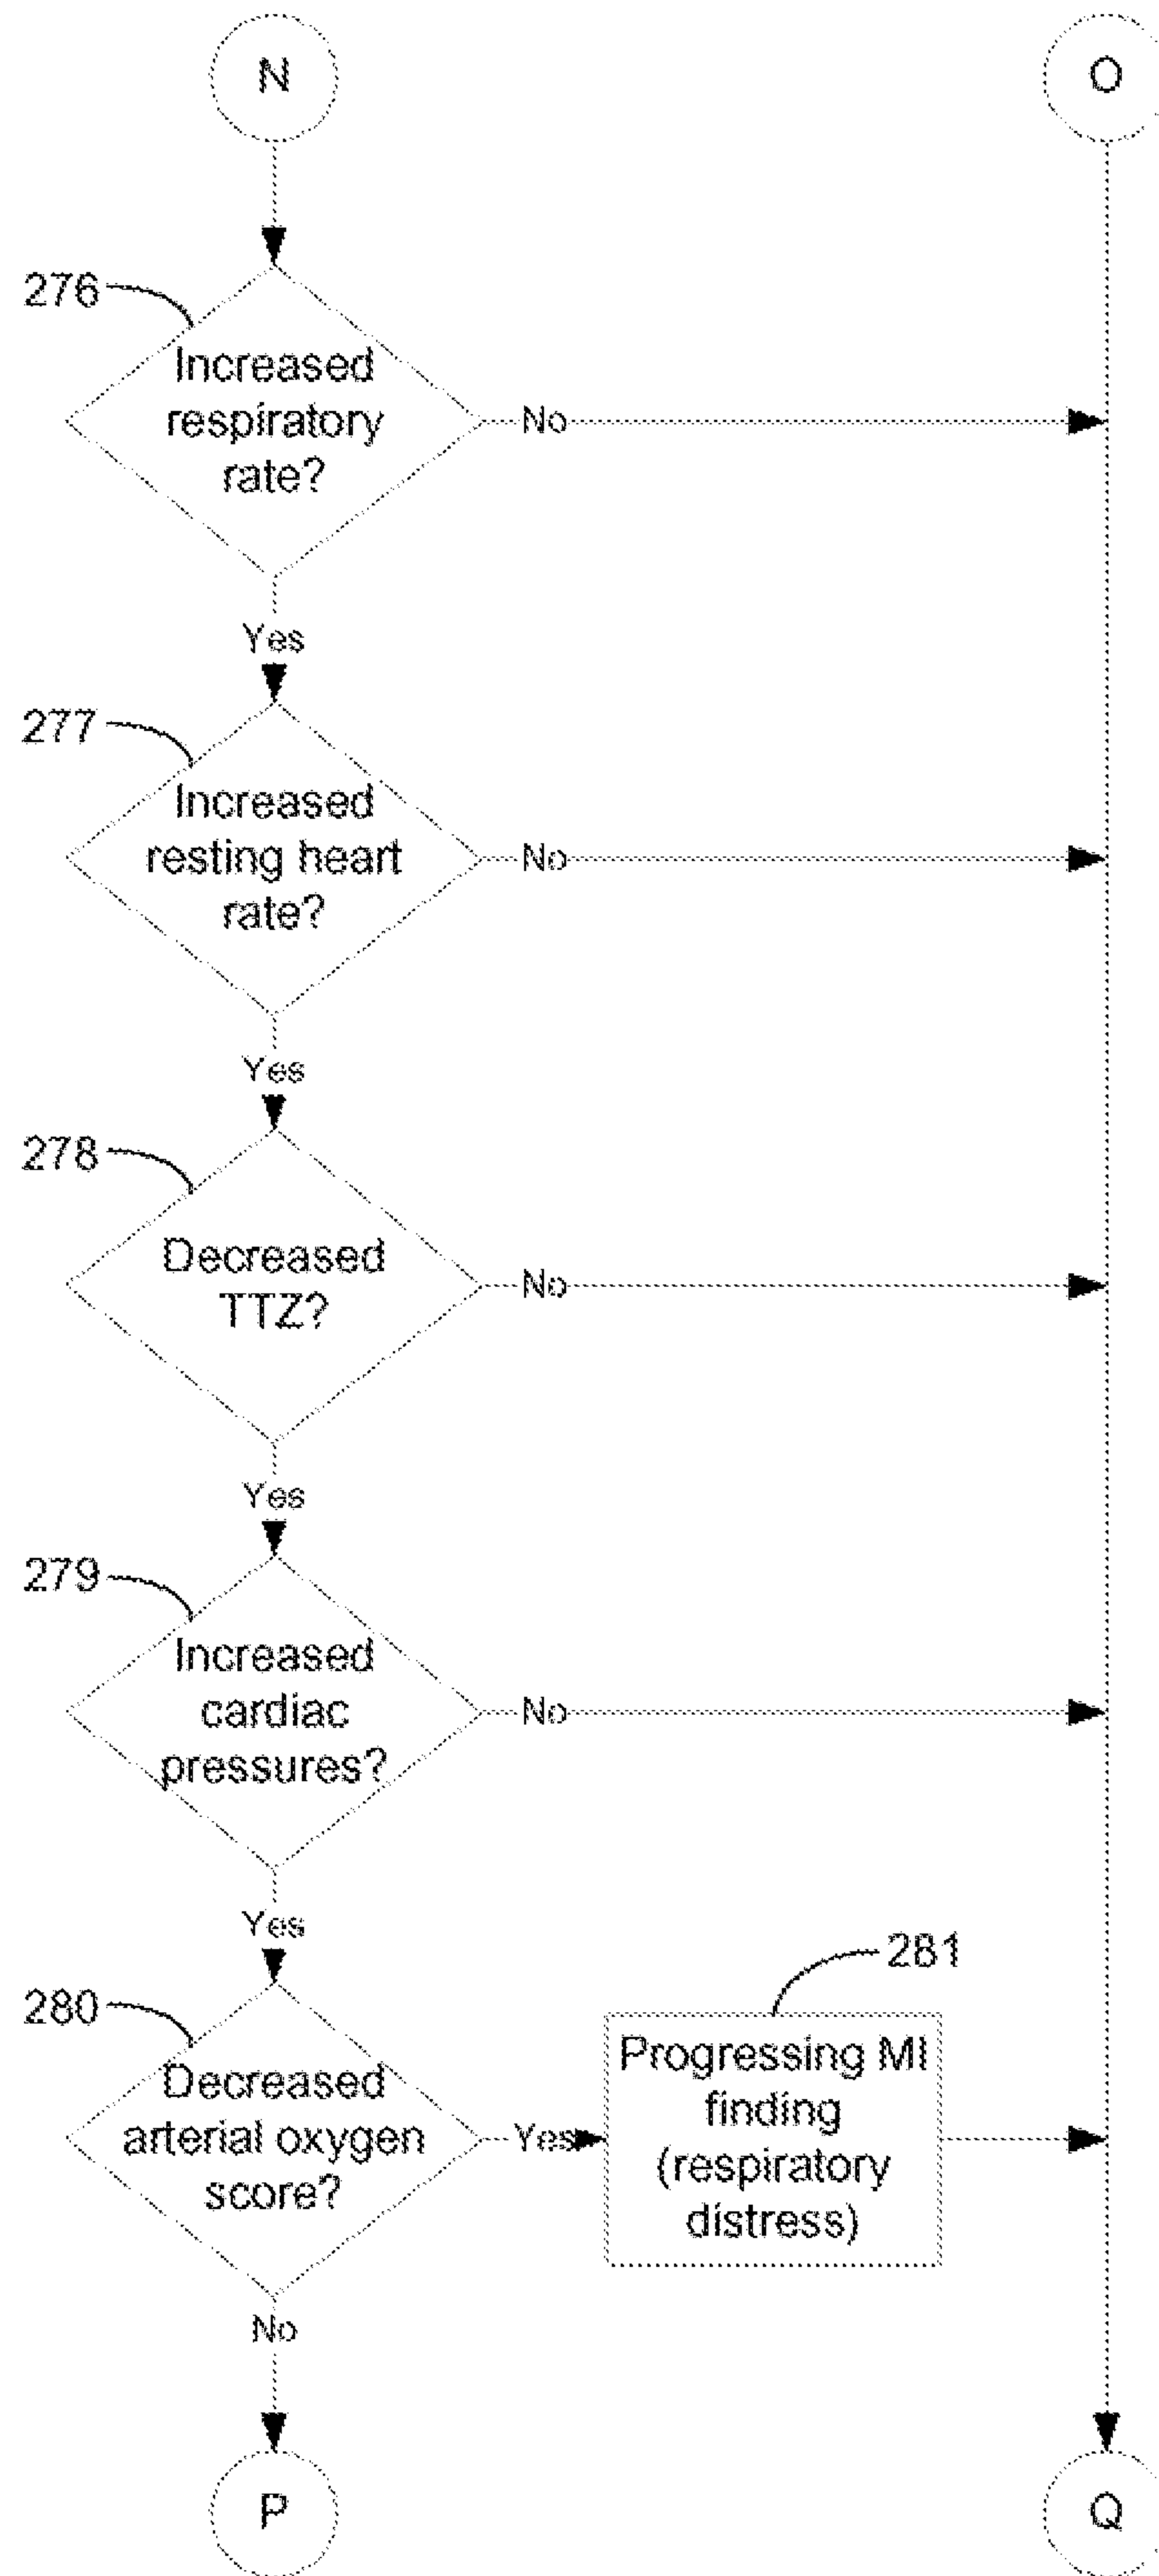 N
O
276
Increased
respiratory
rate?
No
Yes
277
Increased
resting heart
rate?
No
Yes
278
Decreased
TTZ?
No
Yes
279
Increased
cardiac
pressures?
No
Yes
280
Decreased
arterial oxygen
score?
Yes
281
Progressing MI
finding
(respiratory
distress)
No
P
Q